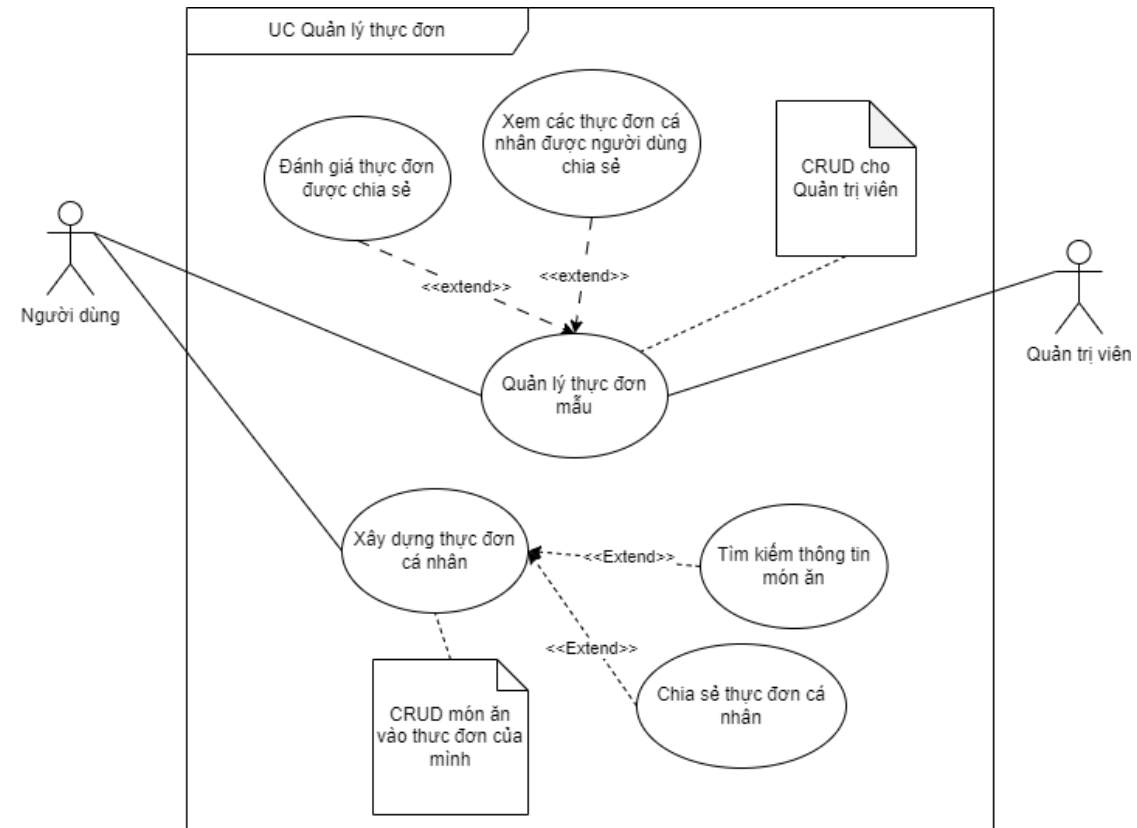 UC Quản lý thực đơn
Xem các thực đơn cá
nhân được người dùng
chia sẻ
Đánh giá thực đơn
được chia sẻ
CRUD cho
Quản trị viên
<<extend>>
<<extend>>
Người dùng
Quản trị viên
Quản lý thực đơn
mẫu
Xây dựng thực đơn
cá nhân
<<Extend>>
Tìm kiếm thông tin
món ăn
<<Extend>>
Chia sẻ thực đơn cá
nhân
CRUD món ăn
vào thưc đơn của
mình